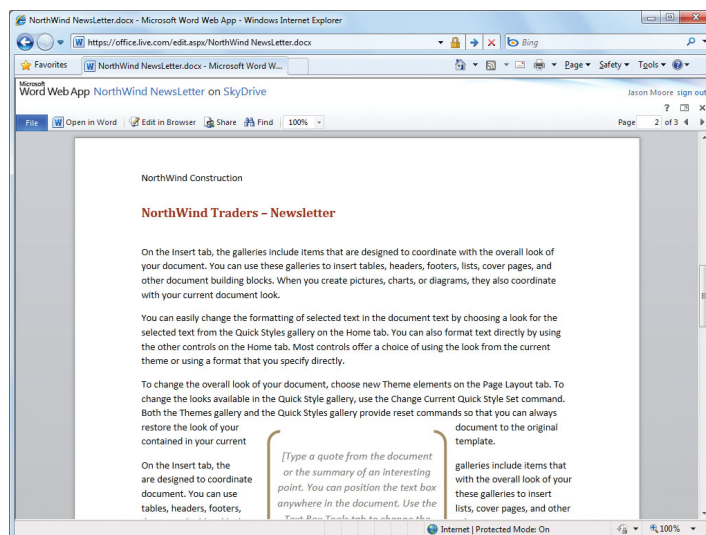 NorthWind NewsLetter.docx - Microsoft Word Web App - Windows Internet Explorer
https://office.live.com/edit.aspx/NorthWind NewsLetter.docx
Bing
Favorites
NorthWind NewsLetter.docx - Microsoft Word W...
Page
Safety
Tools
Microsoft
Word Web App NorthWind NewsLetter on SkyDrive
Jason Moore sign out
File
Open in Word
Edit in Browser
Share
Find
100%
Page 2 of 3
NorthWind Construction
NorthWind Traders – Newsletter
On the Insert tab, the galleries include items that are designed to coordinate with the overall look of
your document. You can use these galleries to insert tables, headers, footers, lists, cover pages, and
other document building blocks. When you create pictures, charts, or diagrams, they also coordinate
with your current document look.
You can easily change the formatting of selected text in the document text by choosing a look for the
selected text from the Quick Styles gallery on the Home tab. You can also format text directly by using
the other controls on the Home tab. Most controls offer a choice of using the look from the current
theme or using a format that you specify directly.
To change the overall look of your document, choose new Theme elements on the Page Layout tab. To
change the looks available in the Quick Style gallery, use the Change Current Quick Style Set command.
Both the Themes gallery and the Quick Styles gallery provide reset commands so that you can always
restore the look of your document to the original
contained in your current template.
[Type a quote from the document
or the summary of an interesting
point. You can position the text box
anywhere in the document. Use the
Text Box Tools tab to change the
On the Insert tab, the galleries include items that
are designed to coordinate with the overall look of your
document. You can use these galleries to insert
tables, headers, footers, lists, cover pages, and other
Internet | Protected Mode: On
100%